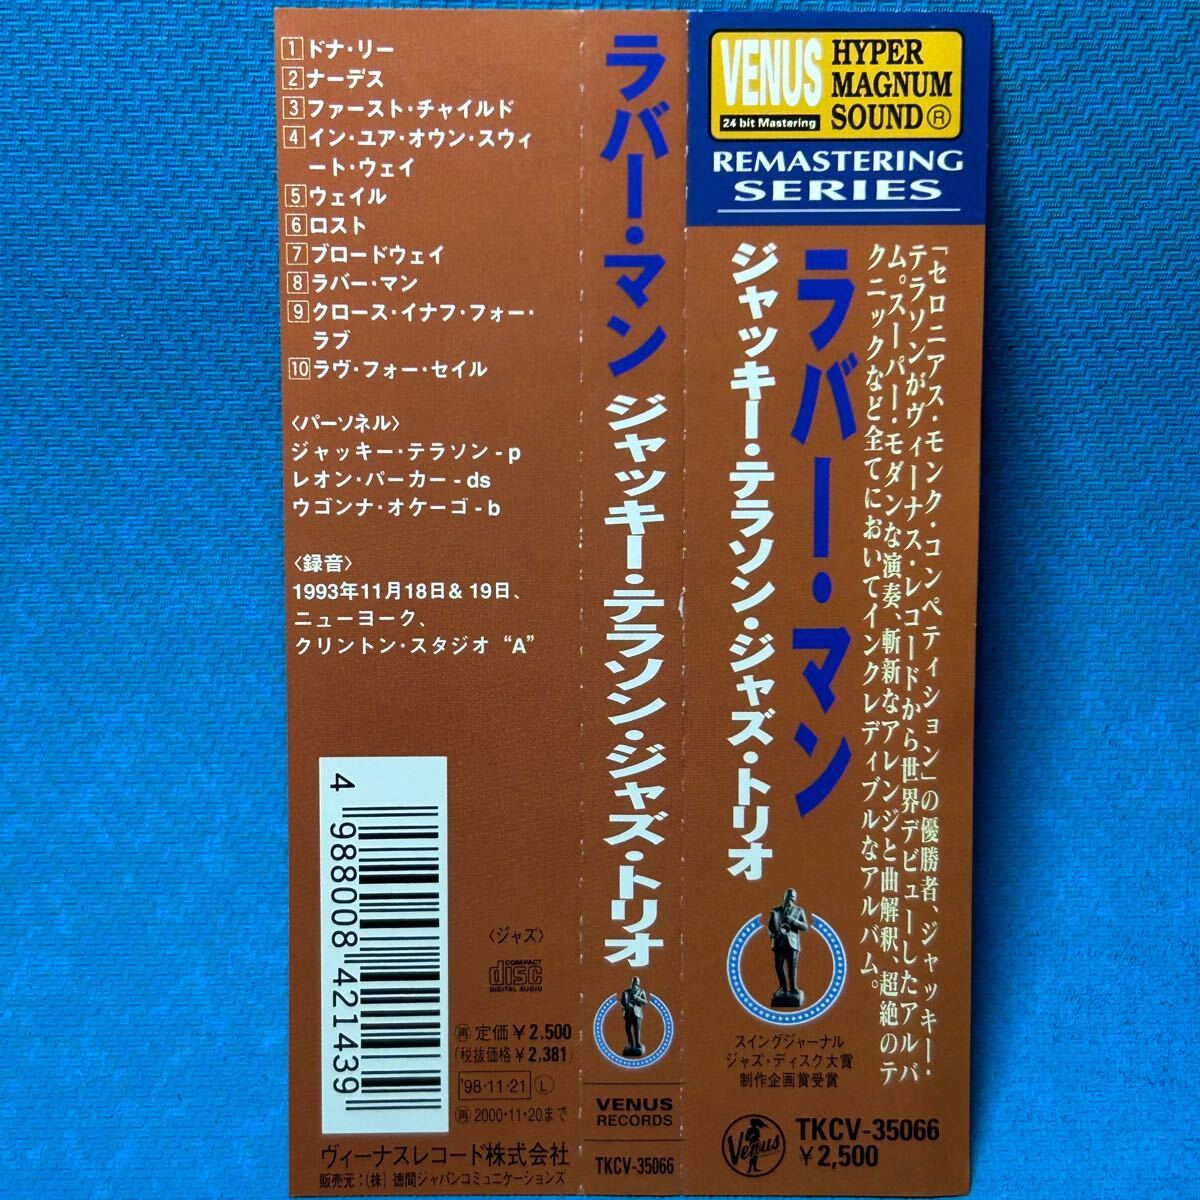 1 ドナ・リー
2 ナーデス
3 ファースト・チャイルド
4 イン・ユア・オウン・スウィ
ート・ウェイ
5 ウェイル
6 ロスト
7 ブロードウェイ
8 ラバー・マン
9 クロース・イナフ・フォー・
ラブ
10 ラヴ・フォー・セイル
〈パーソネル〉
ジャッキー・テラソン-p
レオン・パーカー-ds
ウゴンナ・オケーゴ-b
〈録音〉
1993年11月18日& 19日、
ニューヨーク、
クリントン・スタジオ “A”
4 988008 421439
〈ジャズ〉
COMPACT
disc
DIGITAL AUDIO
再 定価￥2,500
(税抜価格￥2,381)
'98・11・21 L
再 2000・11・20まで
ヴィーナスレコード株式会社
販売元：(株) 徳間ジャパンコミュニケーションズ
ラバー・マン
ジャッキー・テラソン・ジャズ・トリオ
VENUS
RECORDS
TKCV-35066
VENUS
24 bit Mastering
HYPER
MAGNUM
SOUND®
REMASTERING
SERIES
「セロニアス・モンク・コンペティション」の優勝者、ジャッキー・
テラソンがヴィーナス・レコードから世界デビューしたアルバ
ム。スーパー・モダンな演奏、斬新なアレンジと曲解釈、超絶のテ
クニックなど全てにおいてインクレディブルなアルバム。
ラバー・マン
ジャッキー・テラソン・ジャズ・トリオ
スイングジャーナル
ジャズ・ディスク大賞
制作企画賞受賞
Venus
TKCV-35066
￥2,500